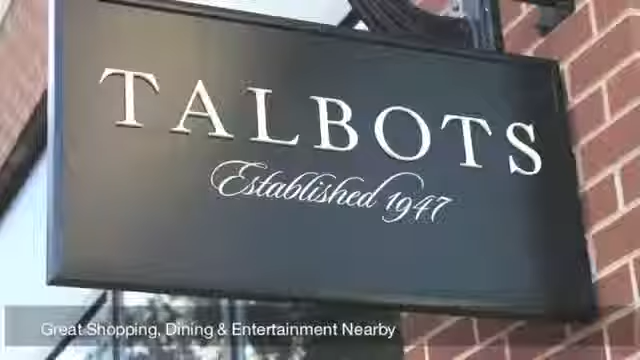 TALBOTS
Established 1947
Great Shopping, Dining & Entertainment Nearby